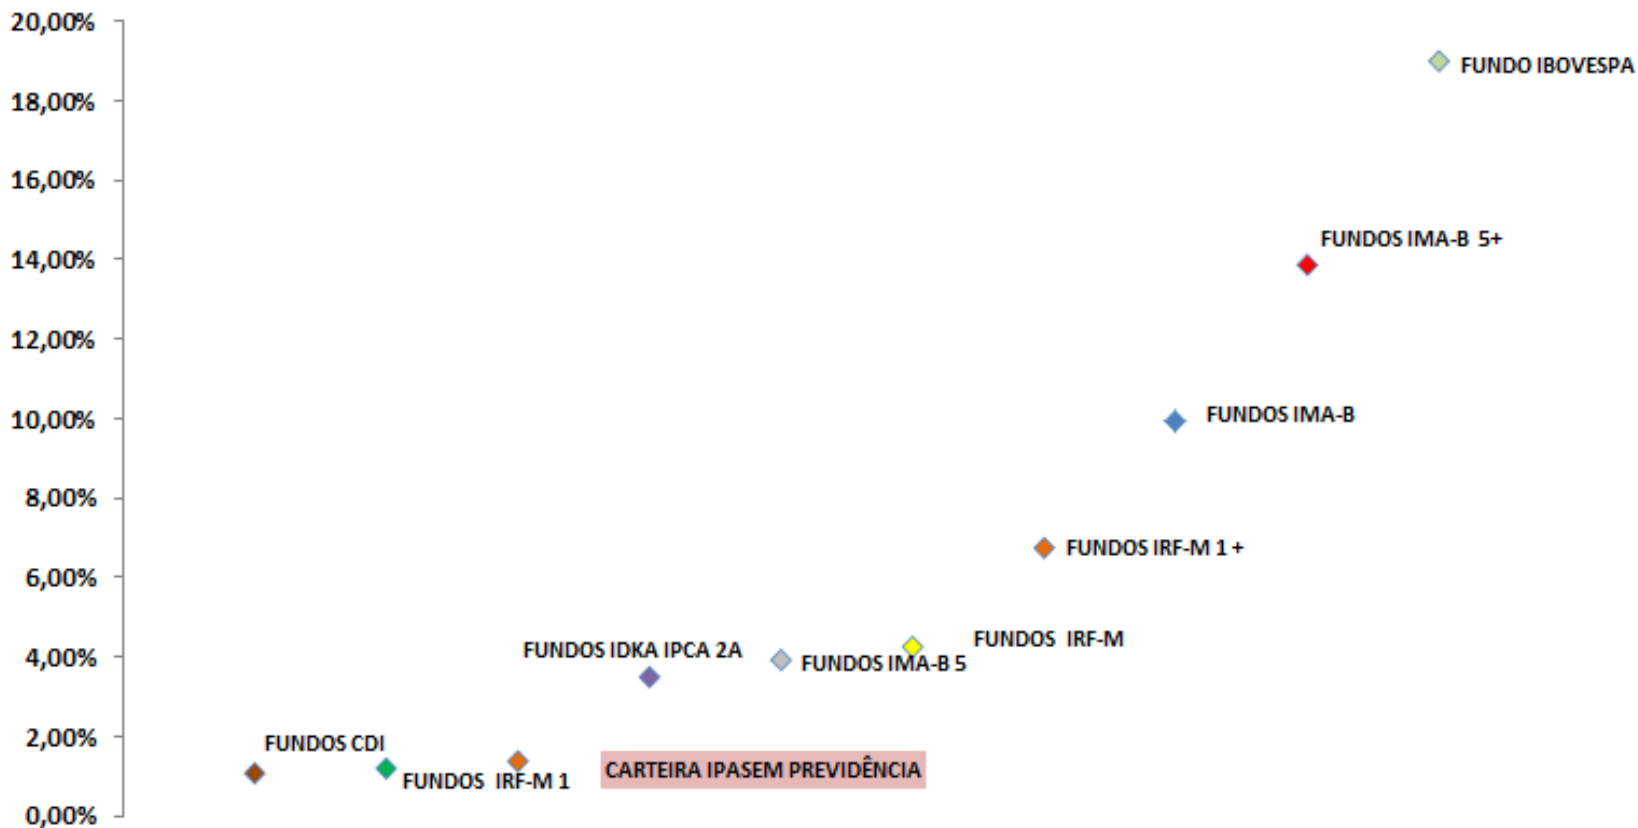 20,00%
FUNDO IBOVESPA
18,00%
16,00%
FUNDOS IMA-B 5+
14,00%
12,00%
10,00%
FUNDOS IMA-B
8,00%
FUNDOS IRF-M 1 +
6,00%
FUNDOS IRF-M
FUNDOS IDKA IPCA 2A
4,00%
FUNDOS IMA-B 5
2,00%
FUNDOS CDI
CARTEIRA IPASEM PREVIDÊNCIA
FUNDOS IRF-M 1
0,00%